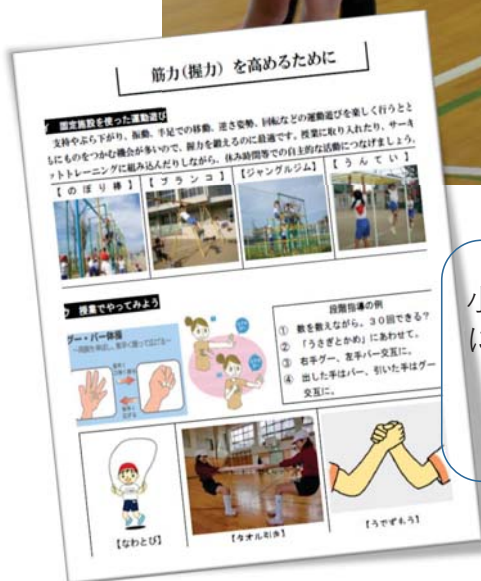 筋力(握力)を高めるために
固定施設を使った運動遊び
支持やぶら下がり、振動、手足での移動、逆さ姿勢、回転などの運動遊びを楽しく行うとと
もにものをつかむ機会が多いので、握力を鍛えるのに最適です。授業に取り入れたり、サーキ
ットトレーニングに組み込んだりしながら、休み時間等での自主的な活動につなげましょう。
【のぼり棒】 【ブランコ】 【ジャングルジム】 【うんてい】
授業でやってみよう
グー・パー体操
段階指導の例
① 数を数えながら、30回できる?
② 「うさぎとかめ」にあわせて。
③ 右手グー、左手パー交互に。
④ 出した手はパー、引いた手はグー
交互に。
【なわとび】 【タオル引き】 【うでずもう】
小
に